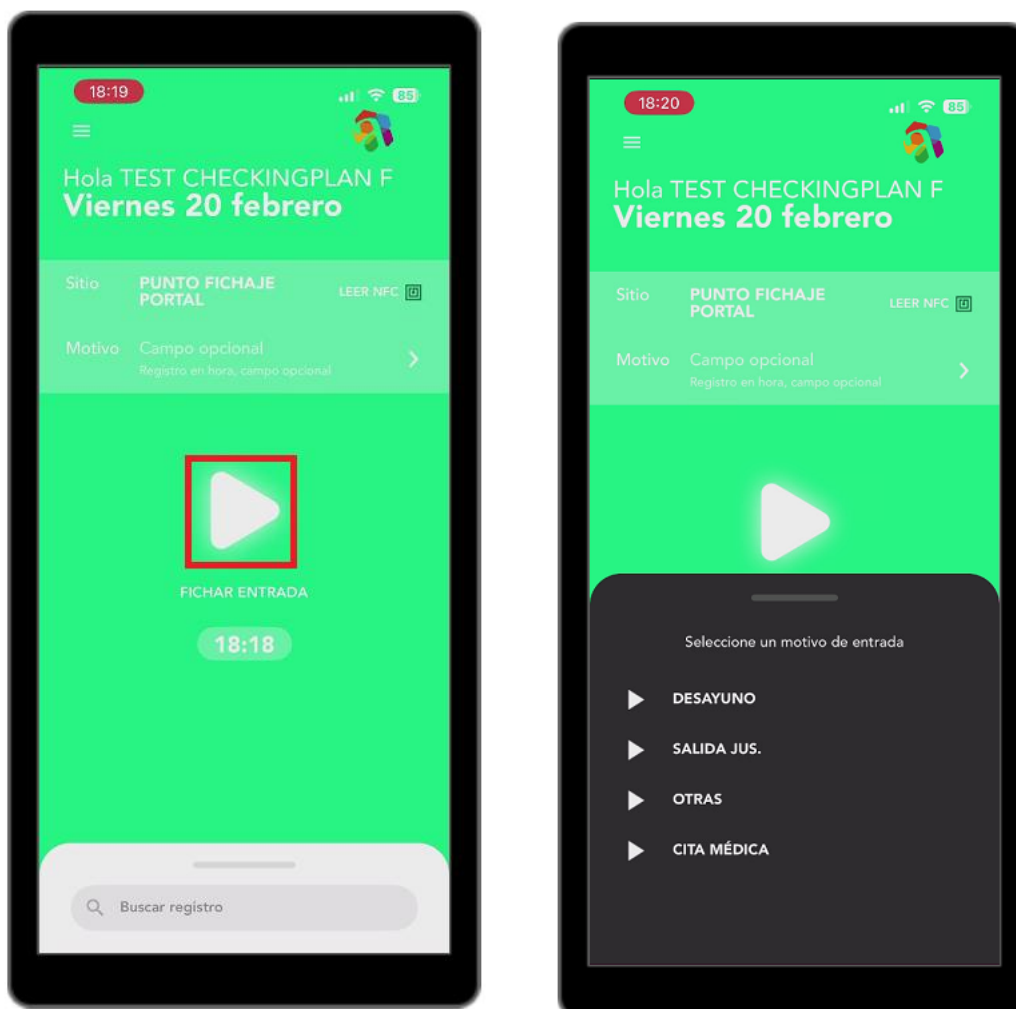 18:19
85
Hola TEST CHECKINGPLAN F
Viernes 20 febrero
Sitio PUNTO FICHAJE PORTAL LEER NFC
Motivo Campo opcional
Registro en hora, campo opcional
FICHAR ENTRADA
18:18
Buscar registro
18:20
85
Hola TEST CHECKINGPLAN F
Viernes 20 febrero
Sitio PUNTO FICHAJE PORTAL LEER NFC
Motivo Campo opcional
Registro en hora, campo opcional
Seleccione un motivo de entrada
DESAYUNO
SALIDA JUS.
OTRAS
CITA MÉDICA